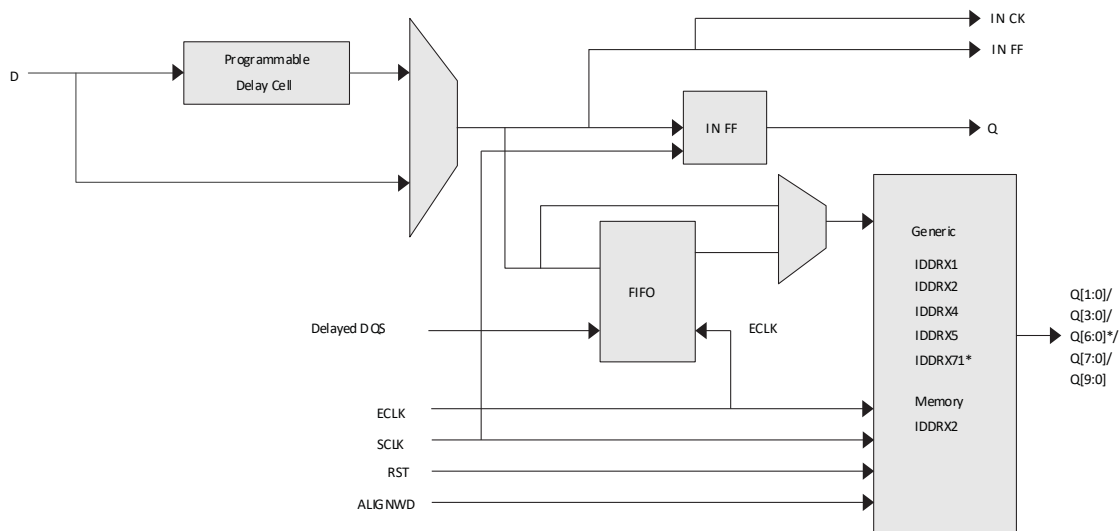 IN CK
IN FF
D
Programmable
Delay Cell
IN FF
Q
Generic
IDDRX1
IDDRX2
IDDRX4
IDDRX5
IDDRX71*
Memory
IDDRX2
FIFO
Delayed DQS
ECLK
Q[1:0]/
Q[3:0]/
Q[6:0]*/
Q[7:0]/
Q[9:0]
ECLK
SCLK
RST
ALIGNWD